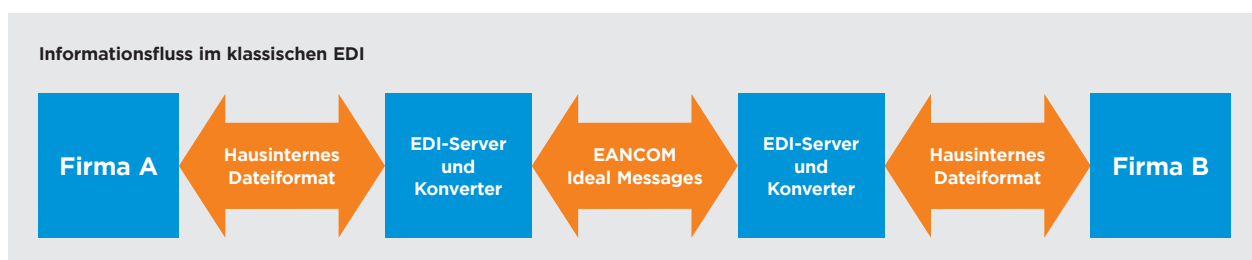 Informationsfluss im klassischen EDI
Firma A
Hausinternes
Dateiformat
EDI-Server
und
Konverter
EANCOM
Ideal Messages
EDI-Server
und
Konverter
Hausinternes
Dateiformat
Firma B